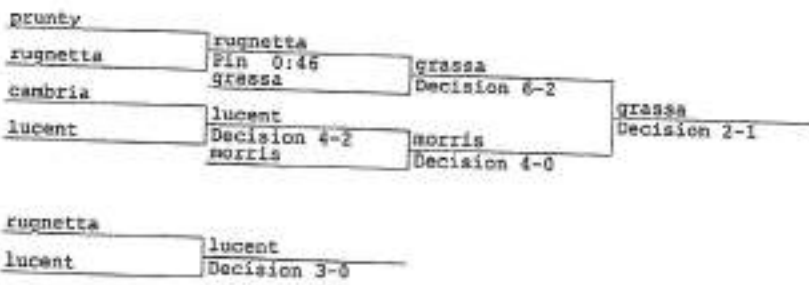 prunty
rugnetta
rugnetta
Pin 0:46
grassa
grassa
Decision 6-2
cambria
lucent
lucent
Decision 4-2
morris
morris
Decision 4-0
grassa
Decision 2-1
rugnetta
lucent
lucent
Decision 3-0